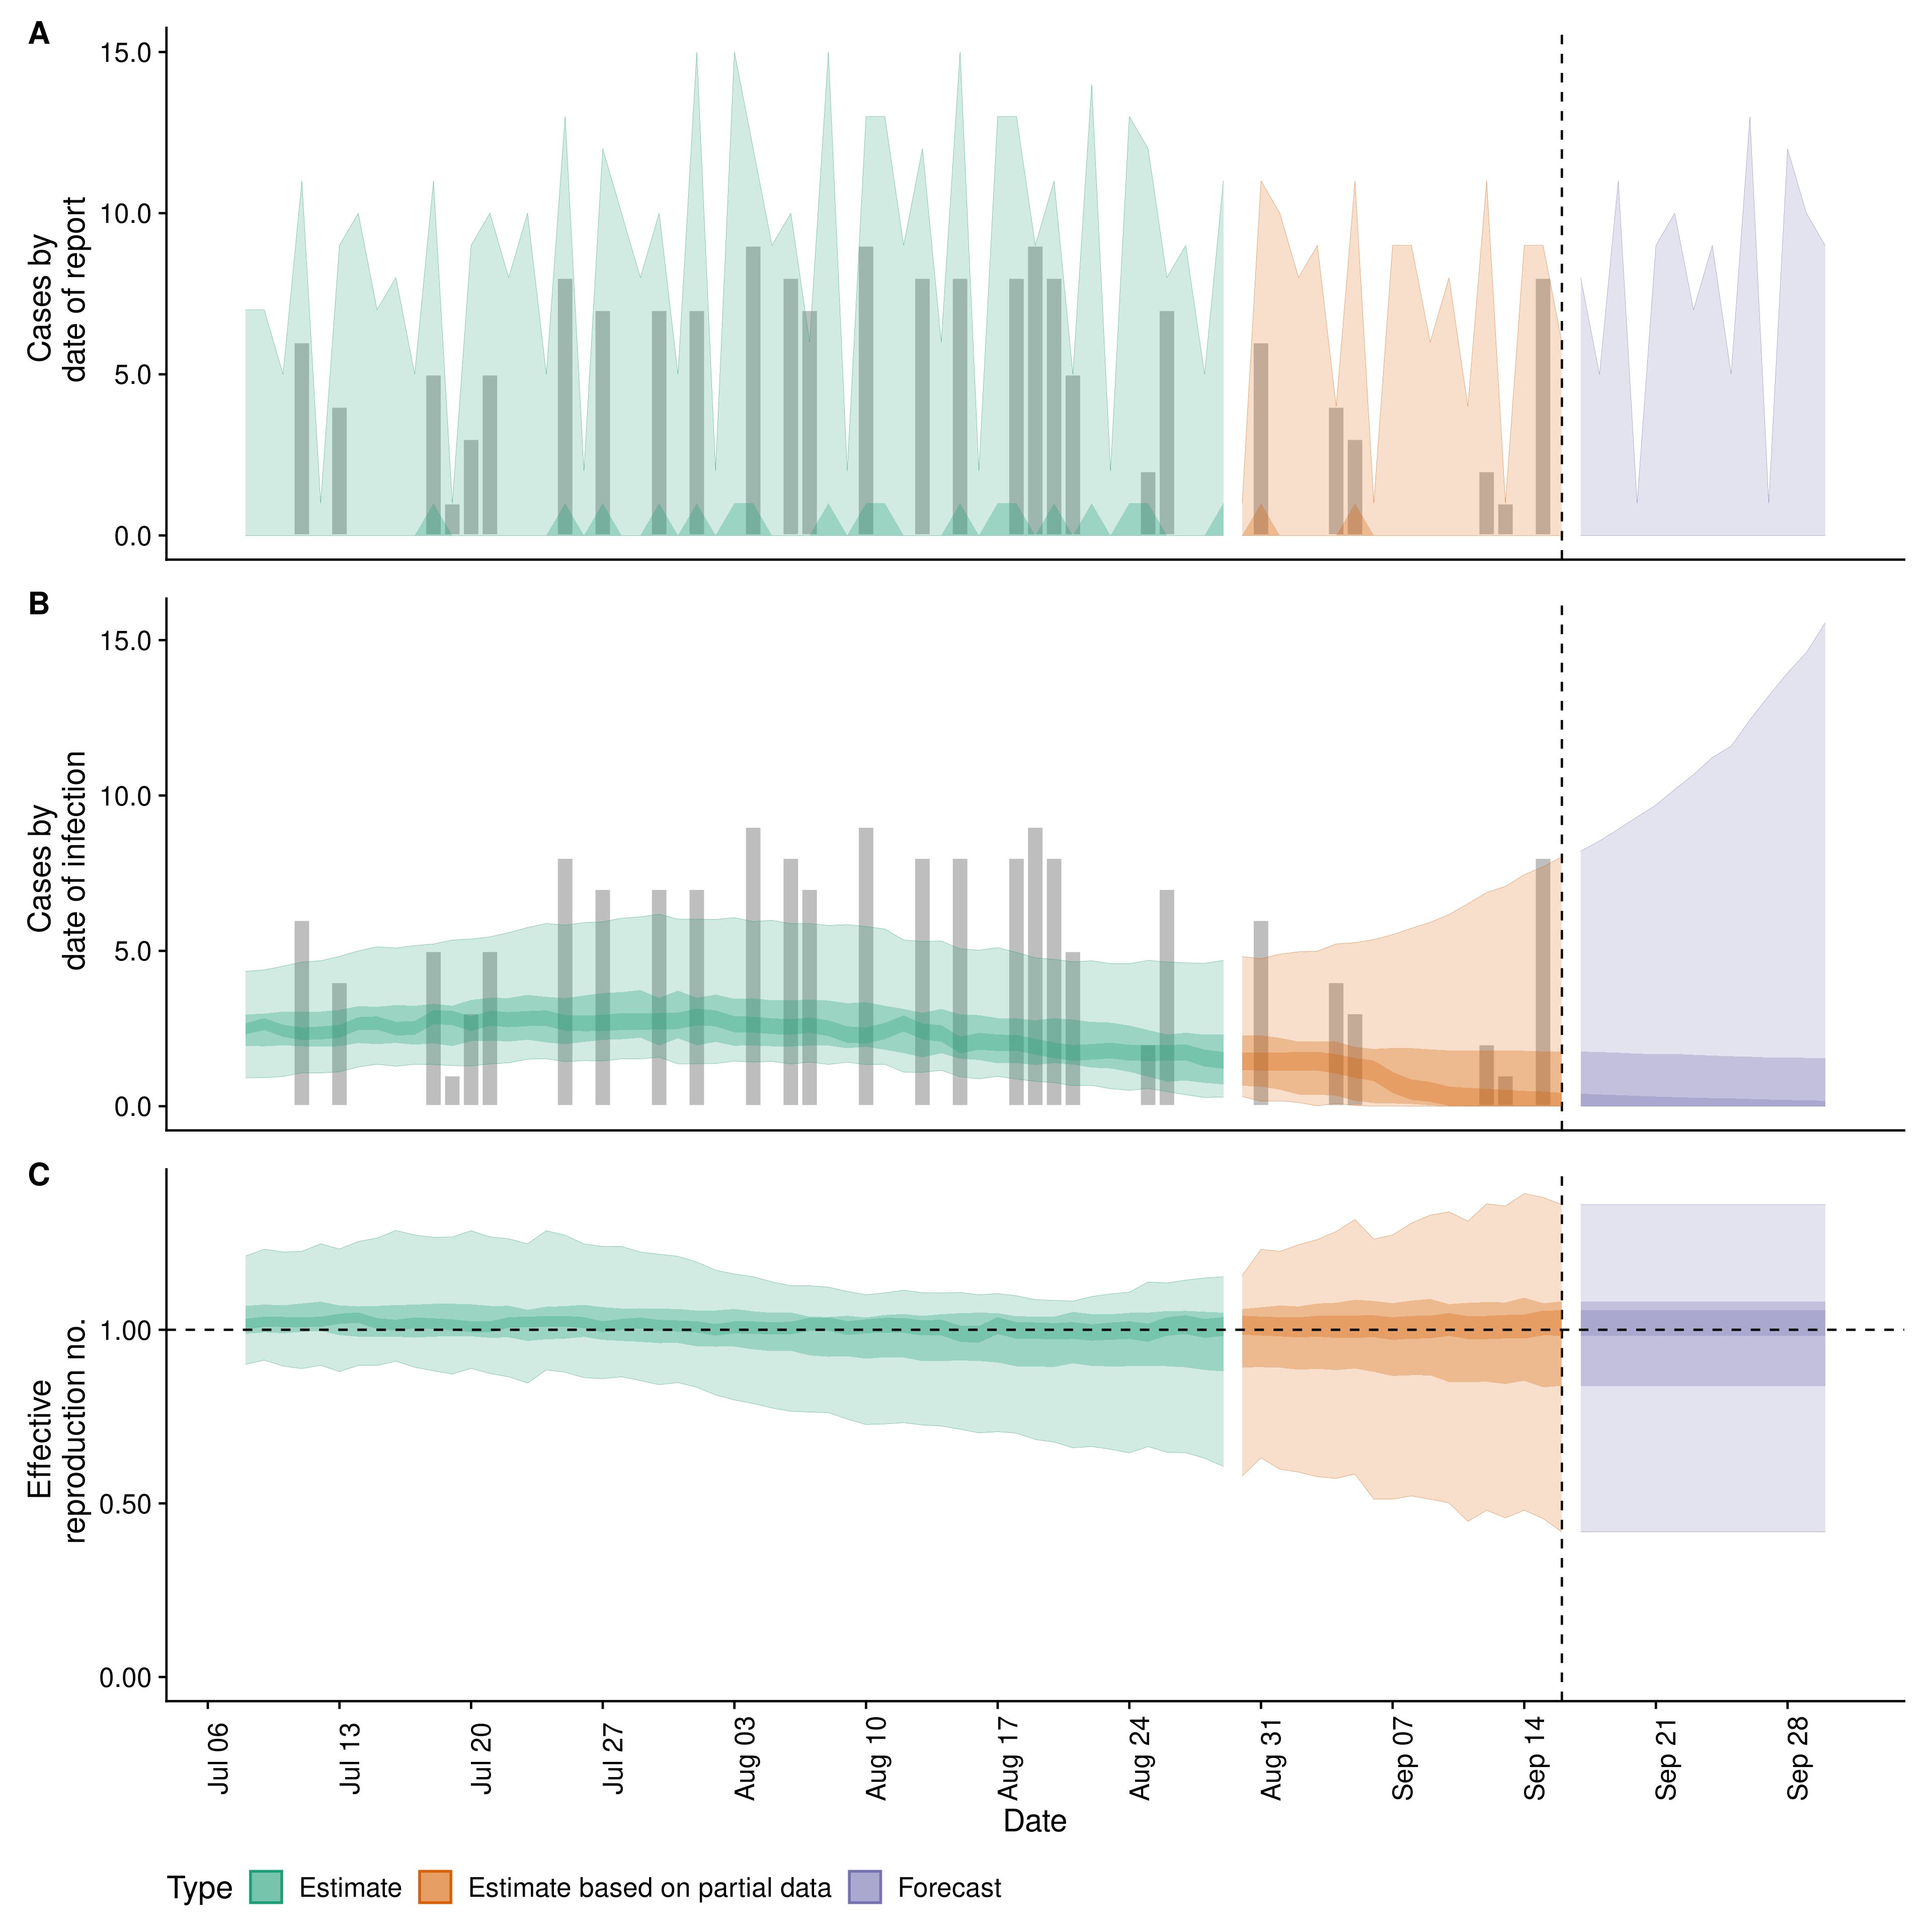 A
15.0
10.0
5.0
0.0
Cases by
date of report
B
15.0
10.0
5.0
0.0
Cases by
date of infection
C
1.00
0.50
0.00
Effective
reproduction no.
Jul 06
Jul 13
Jul 20
Jul 27
Aug 03
Aug 10
Aug 17
Aug 24
Aug 31
Sep 07
Sep 14
Sep 21
Sep 28
Date
Type Estimate Estimate based on partial data Forecast